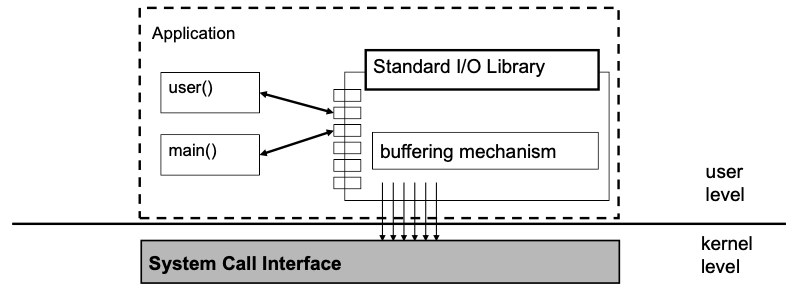 Application
Standard I/O Library
user()
main()
buffering mechanism
user
level
kernel
level
System Call Interface